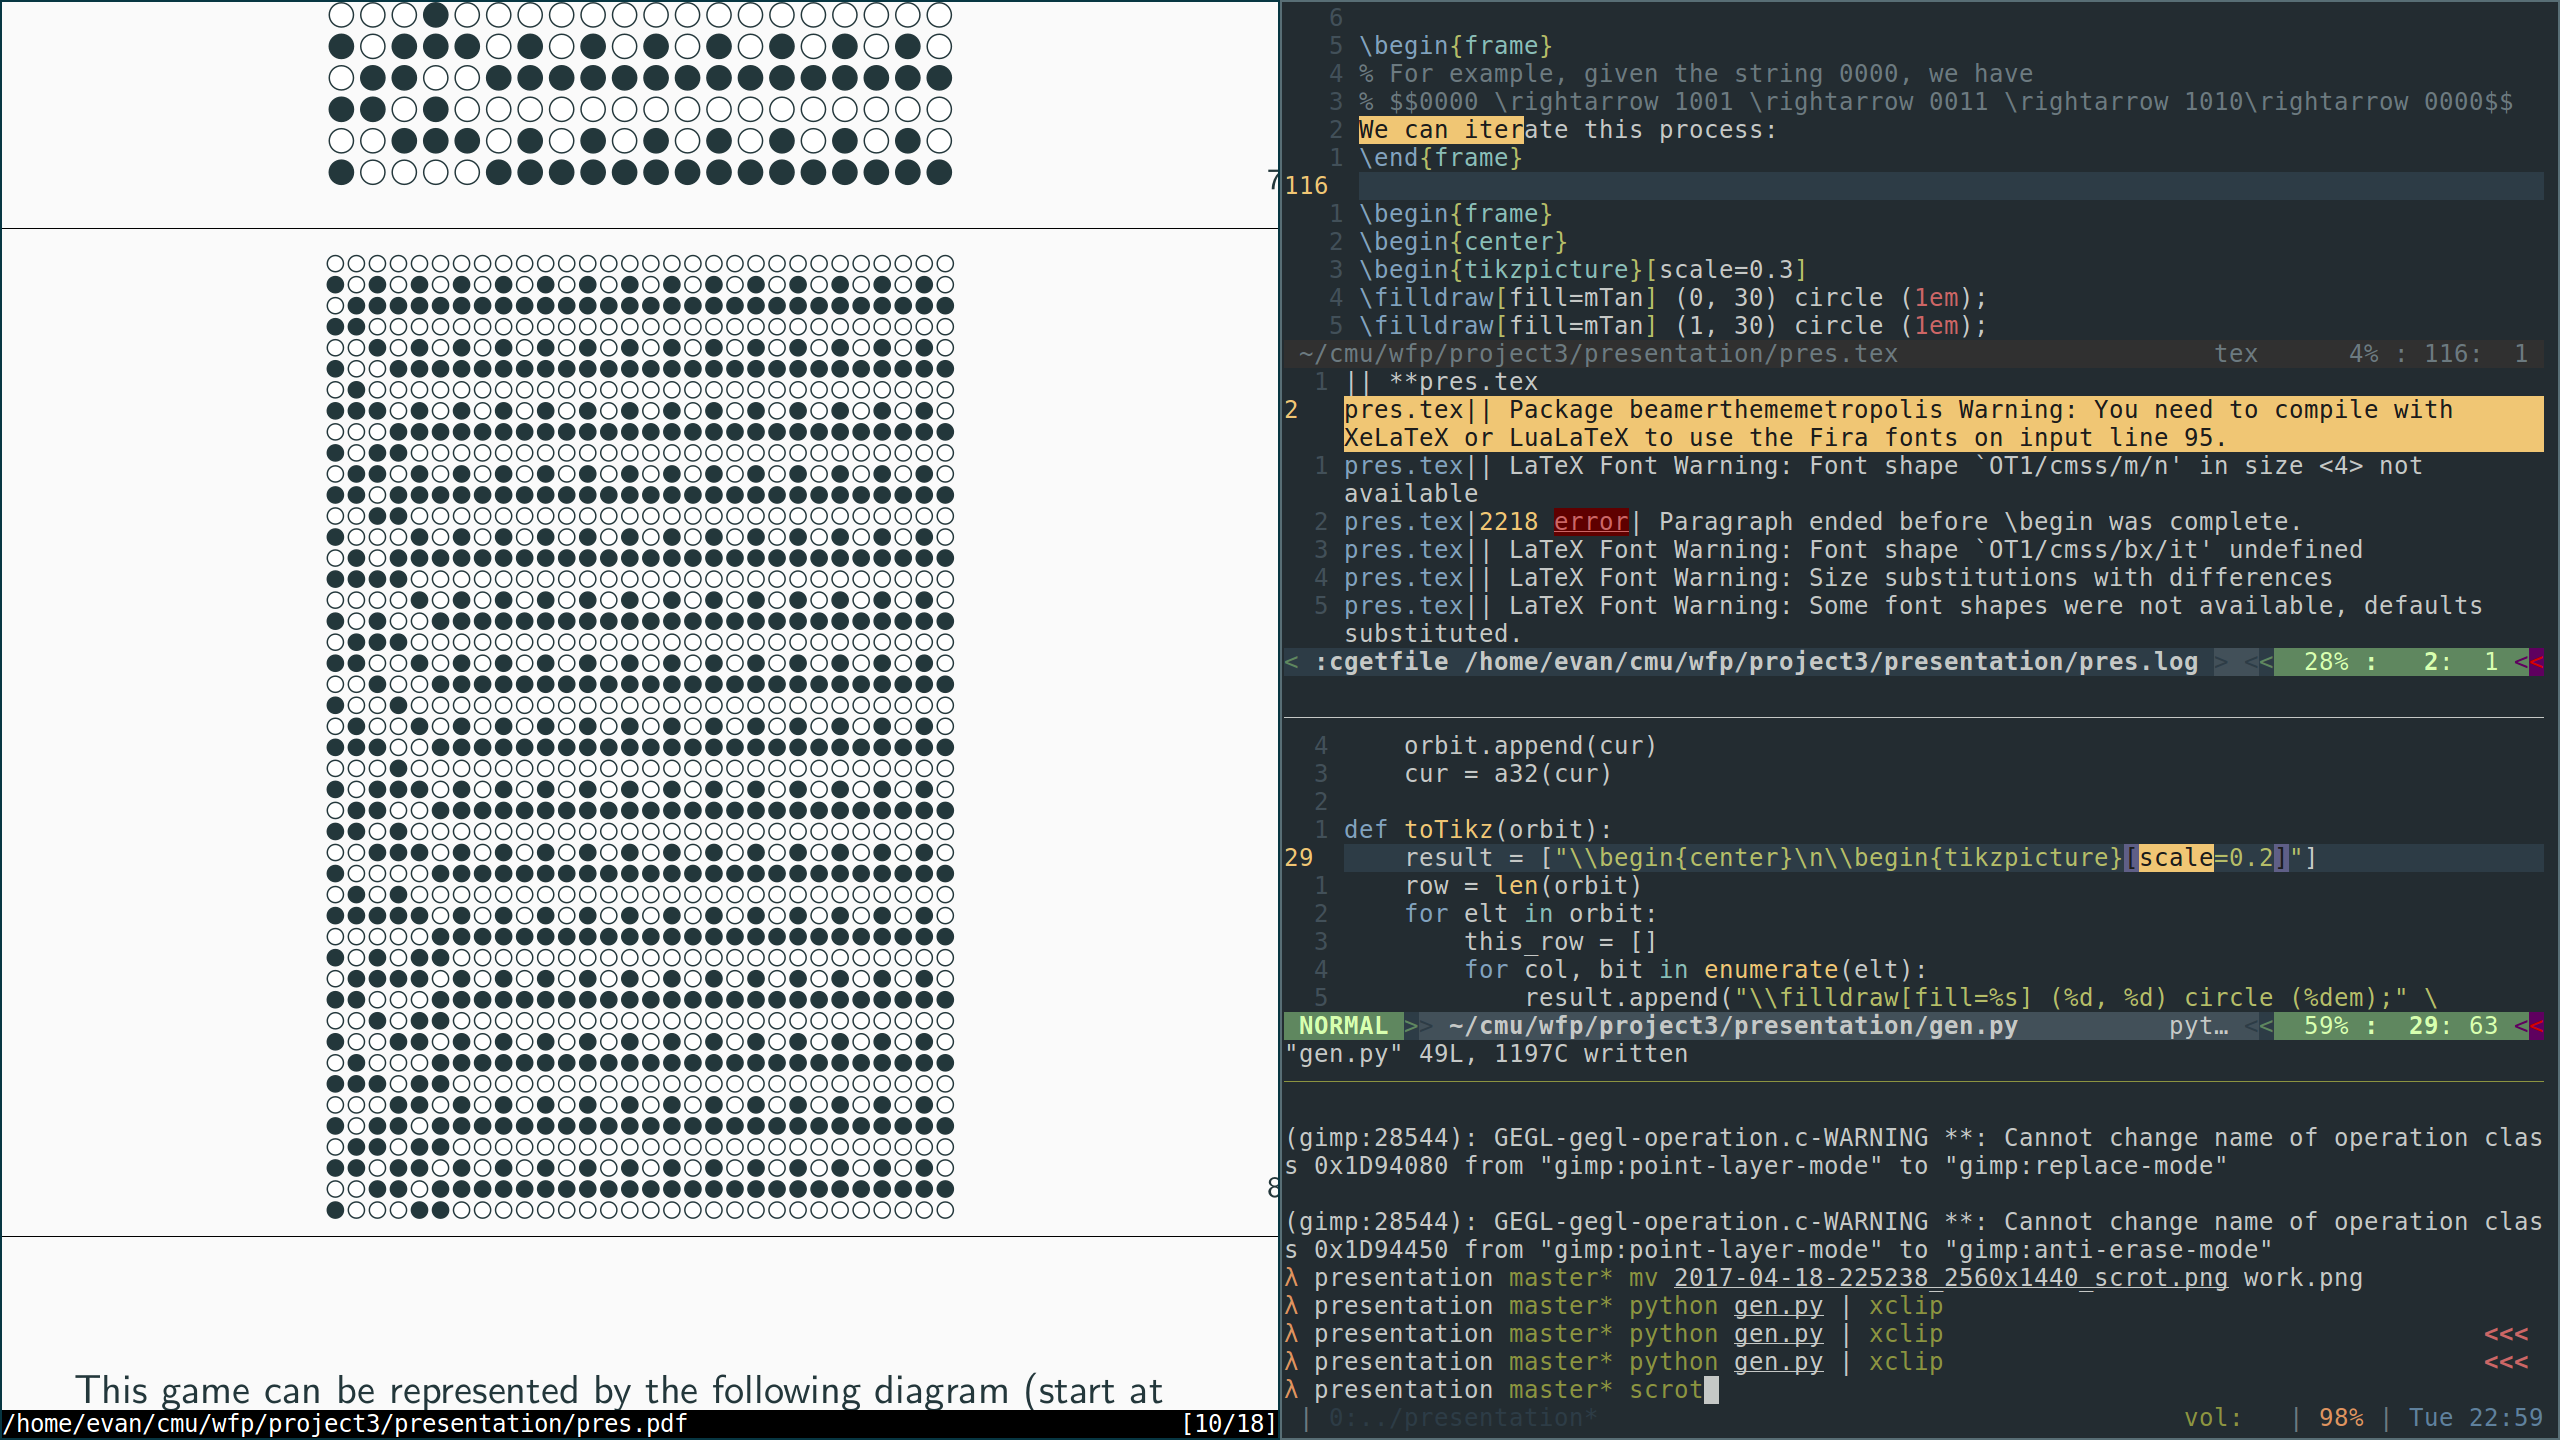 7
8
This game can be represented by the following diagram (start at
/home/evan/cmu/wfp/project3/presentation/pres.pdf [10/18]
6
5 \begin{frame}
4 % For example, given the string 0000, we have
3 % $$0000 \rightarrow 1001 \rightarrow 0011 \rightarrow 1010\rightarrow 0000$$
2 We can iterate this process:
1 \end{frame}
116
1 \begin{frame}
2 \begin{center}
3 \begin{tikzpicture}[scale=0.3]
4 \filldraw[fill=mTan] (0, 30) circle (1em);
5 \filldraw[fill=mTan] (1, 30) circle (1em);
~/cmu/wfp/project3/presentation/pres.tex tex 4% : 116: 1
1 || **pres.tex
2 pres.tex|| Package beamerthememetropolis Warning: You need to compile with
XeLaTeX or LuaLaTeX to use the Fira fonts on input line 95.
1 pres.tex|| LaTeX Font Warning: Font shape `OT1/cmss/m/n' in size <4> not
available
2 pres.tex|2218 error| Paragraph ended before \begin was complete.
3 pres.tex|| LaTeX Font Warning: Font shape `OT1/cmss/bx/it' undefined
4 pres.tex|| LaTeX Font Warning: Size substitutions with differences
5 pres.tex|| LaTeX Font Warning: Some font shapes were not available, defaults
substituted.
< :cgetfile /home/evan/cmu/wfp/project3/presentation/pres.log > << 28% : 2: 1 <<
4 orbit.append(cur)
3 cur = a32(cur)
2
1 def toTikz(orbit):
29 result = ["\\begin{center}\n\\begin{tikzpicture}[scale=0.2]"]
1 row = len(orbit)
2 for elt in orbit:
3 this_row = []
4 for col, bit in enumerate(elt):
5 result.append("\\filldraw[fill=%s] (%d, %d) circle (%dem);" \
NORMAL >> ~/cmu/wfp/project3/presentation/gen.py pyt… << 59% : 29: 63 <<
"gen.py" 49L, 1197C written
(gimp:28544): GEGL-gegl-operation.c-WARNING **: Cannot change name of operation clas
s 0x1D94080 from "gimp:point-layer-mode" to "gimp:replace-mode"
(gimp:28544): GEGL-gegl-operation.c-WARNING **: Cannot change name of operation clas
s 0x1D94450 from "gimp:point-layer-mode" to "gimp:anti-erase-mode"
λ presentation master* mv 2017-04-18-225238_2560x1440_scrot.png work.png
λ presentation master* python gen.py | xclip
λ presentation master* python gen.py | xclip <<<
λ presentation master* python gen.py | xclip <<<
λ presentation master* scrot
| 0:../presentation* vol: | 98% | Tue 22:59